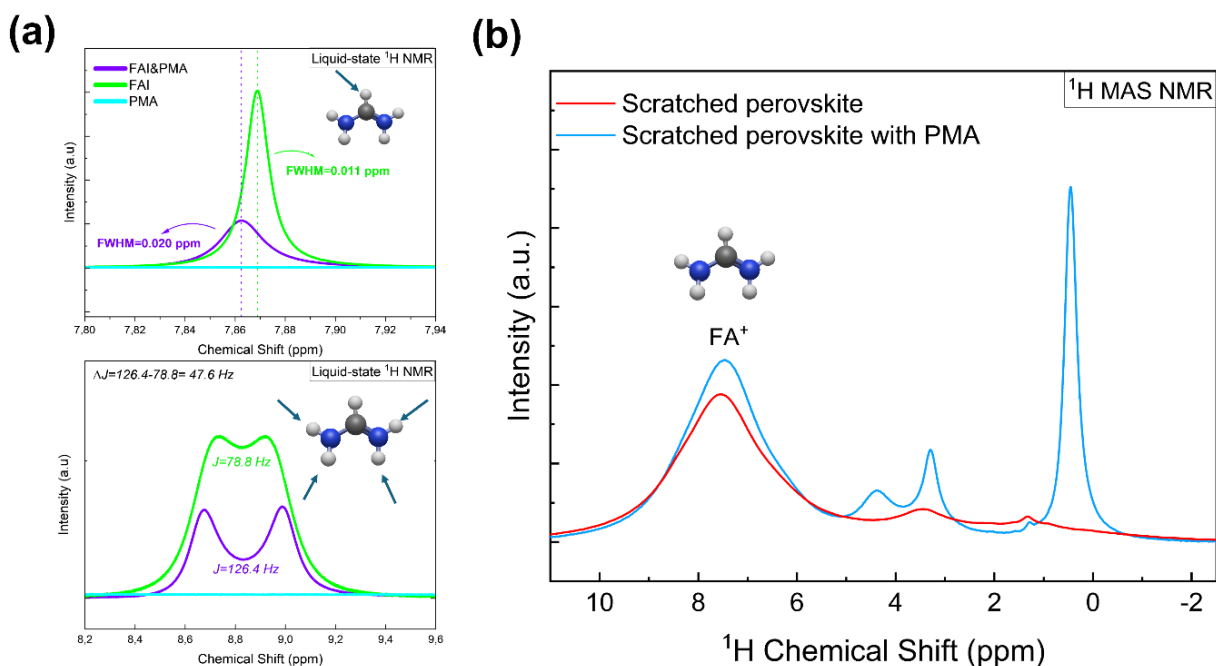 (a)
Liquid-state ¹H NMR
FAI&PMA
FAI
PMA
FWHM=0.011 ppm
FWHM=0.020 ppm
Intensity (a.u)
7,80 7,82 7,84 7,86 7,88 7,90 7,92 7,94
Chemical Shift (ppm)
ΔJ=126.4-78.8= 47.6 Hz
Liquid-state ¹H NMR
J=78.8 Hz
J=126.4 Hz
Intensity (a.u)
8,2 8,4 8,6 8,8 9,0 9,2 9,4 9,6
Chemical Shift (ppm)
(b)
¹H MAS NMR
Scratched perovskite
Scratched perovskite with PMA
FA⁺
Intensity (a.u.)
10 8 6 4 2 0 -2
¹H Chemical Shift (ppm)